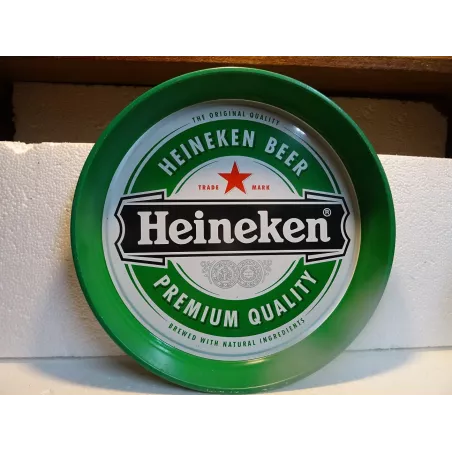 THE ORIGINAL QUALITY
HEINEKEN BEER
TRADE MARK
Heineken®
PREMIUM QUALITY
BREWED WITH NATURAL INGREDIENTS